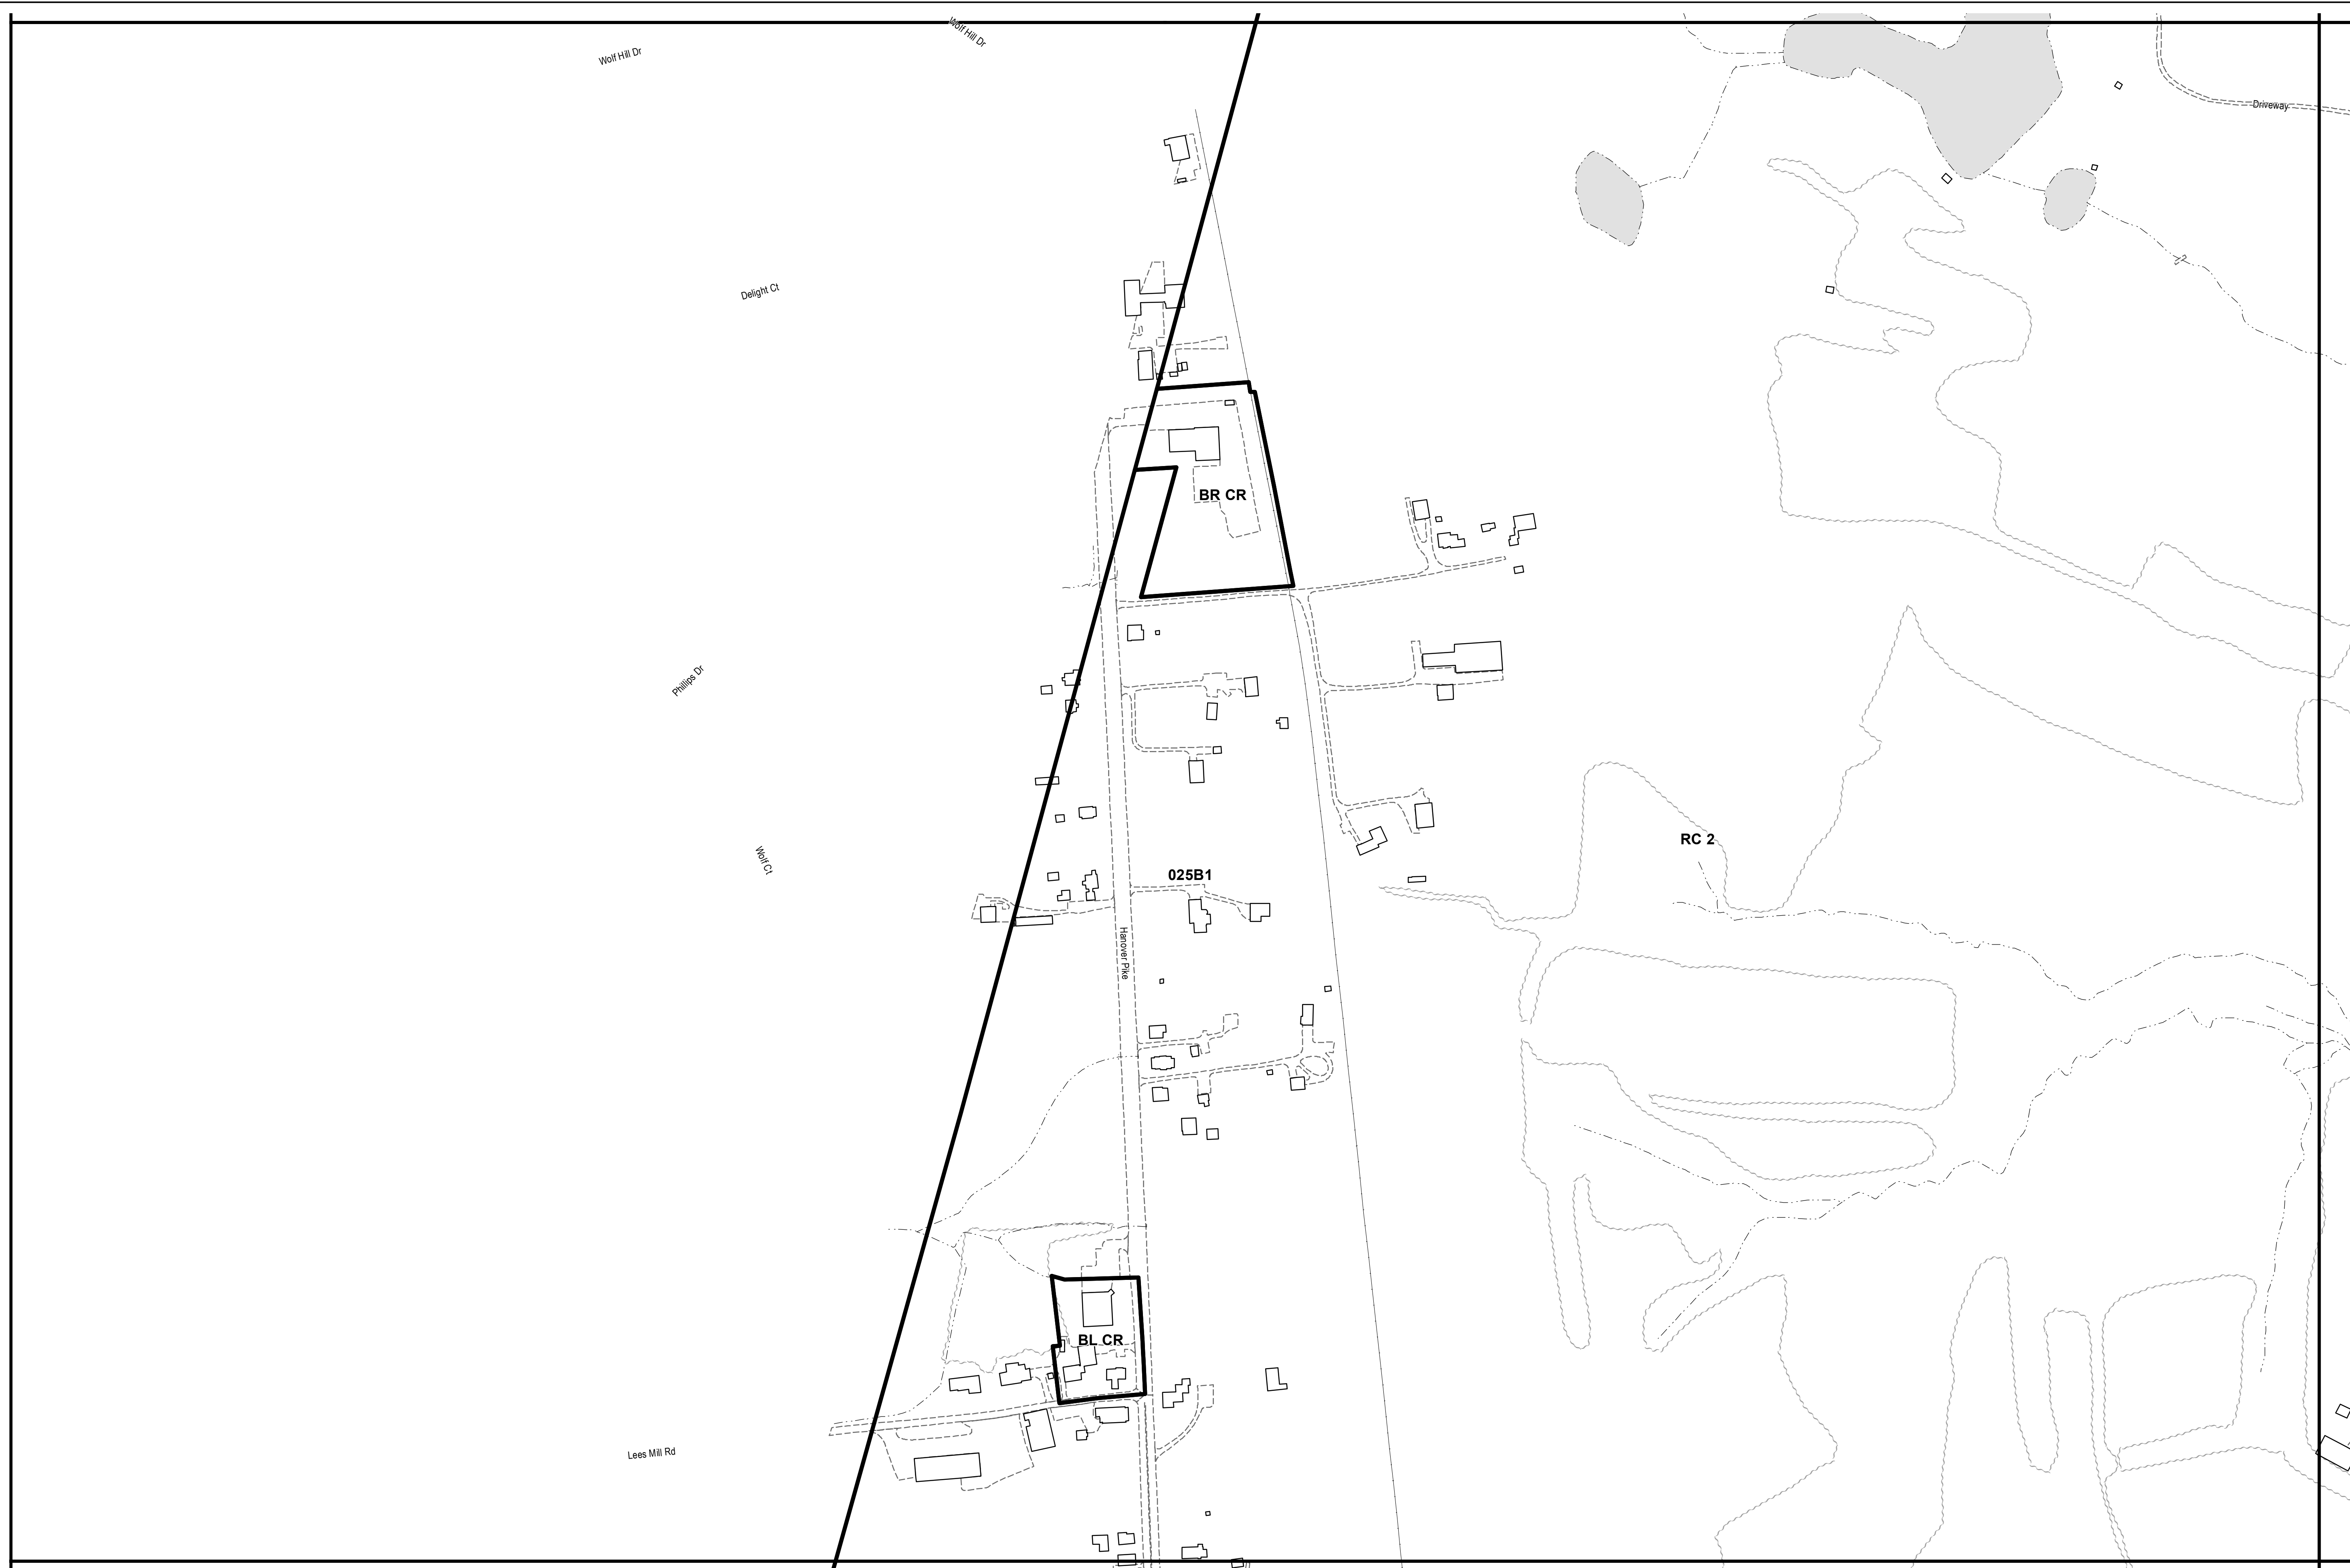 Wolf Hill Dr
Wolf Hill Dr
Driveway
Delight Ct
BR CR
Phillips Dr
RC 2
Wolf Ct
025B1
Hanover Pike
BL CR
Lees Mill Rd